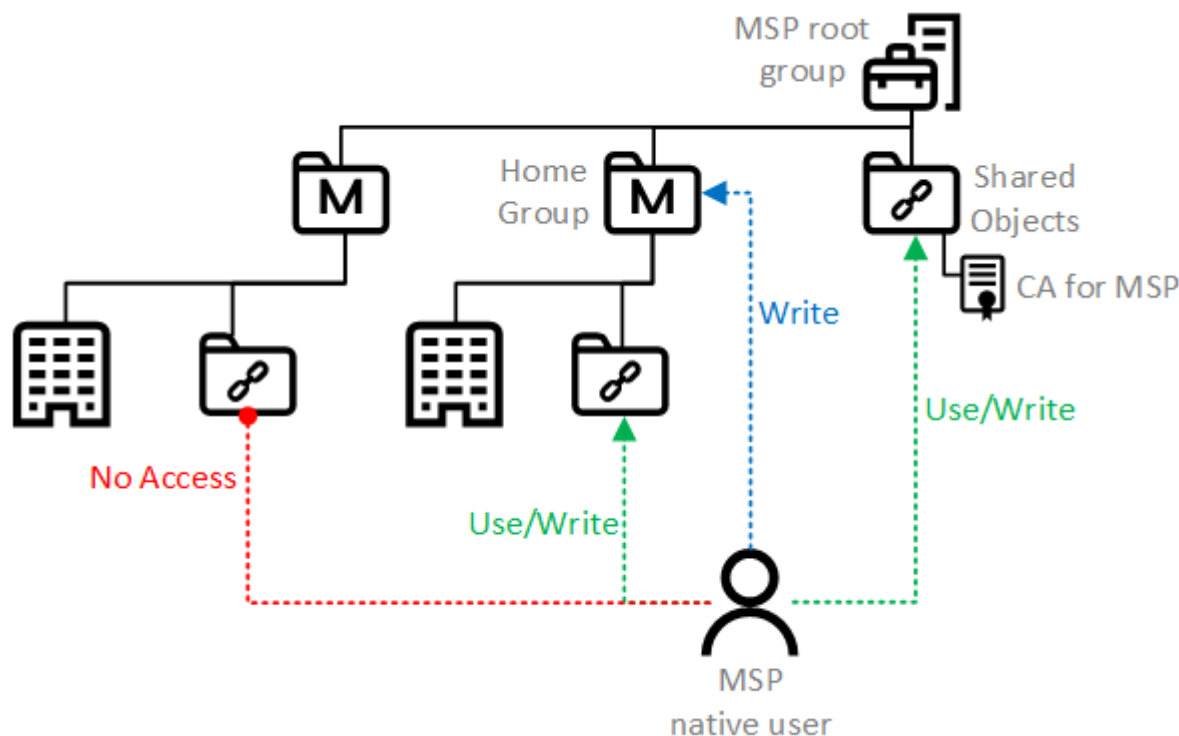 MSP root
group
M
Home
Group
M
Shared
Objects
CA for MSP
Write
Use/Write
No Access
Use/Write
MSP
native user